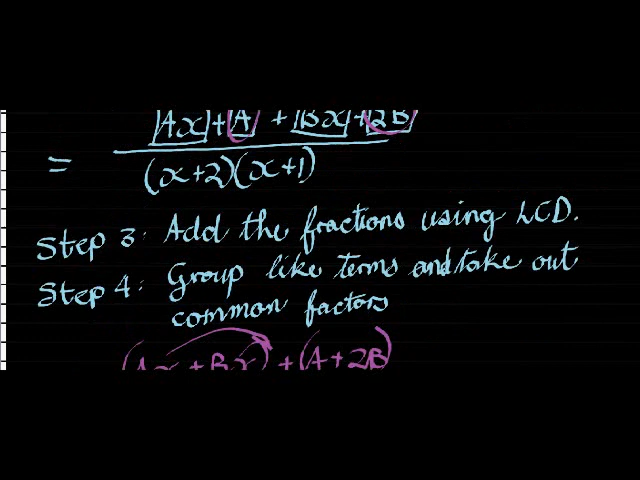 Ax + A + Bx + 2B
= (x+2)(x+1)
Step 3: Add the fractions using LCD.
Step 4: Group like terms and take out
common factors
(Ax + Bx) + (A + 2B)